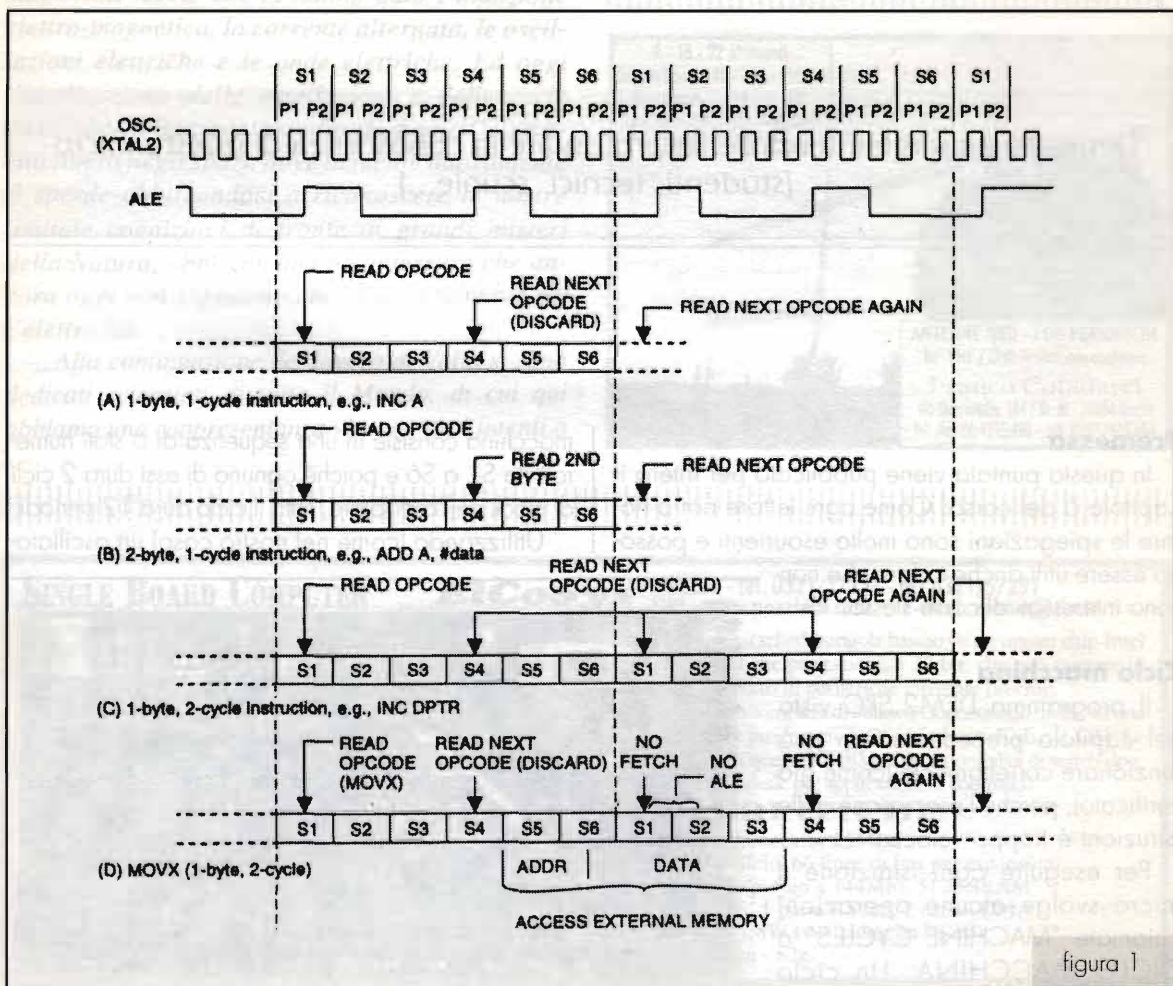 S1 S2 S3 S4 S5 S6 S1 S2 S3 S4 S5 S6 S1
P1 P2 P1 P2 P1 P2 P1 P2 P1 P2 P1 P2 P1 P2 P1 P2 P1 P2 P1 P2 P1 P2 P1 P2 P1 P2
OSC.
(XTAL2)
ALE
READ OPCODE
READ NEXT
OPCODE
(DISCARD)
READ NEXT OPCODE AGAIN
S1 S2 S3 S4 S5 S6
(A) 1-byte, 1-cycle instruction, e.g., INC A
READ OPCODE
READ 2ND
BYTE
READ NEXT OPCODE
S1 S2 S3 S4 S5 S6
(B) 2-byte, 1-cycle instruction, e.g., ADD A, #data
READ OPCODE
READ NEXT
OPCODE (DISCARD)
READ NEXT
OPCODE AGAIN
S1 S2 S3 S4 S5 S6 S1 S2 S3 S4 S5 S6
(C) 1-byte, 2-cycle instruction, e.g., INC DPTR
READ
OPCODE
(MOVX)
READ NEXT
OPCODE (DISCARD)
NO
FETCH
NO
ALE
NO
FETCH
READ NEXT
OPCODE
AGAIN
S1 S2 S3 S4 S5 S6 S1 S2 S3 S4 S5 S6
(D) MOVX (1-byte, 2-cycle)
ADDR DATA
ACCESS EXTERNAL MEMORY
figura 1